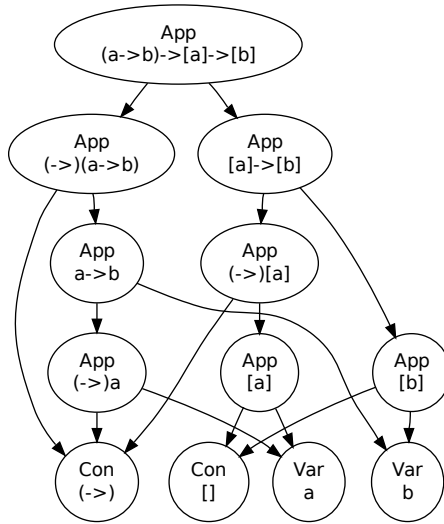 App
(a->b)->[a]->[b]
App
(->)(a->b)
App
[a]->[b]
App
a->b
App
(->)[a]
App
(->)a
App
[a]
App
[b]
Con
(->)
Con
[]
Var
a
Var
b